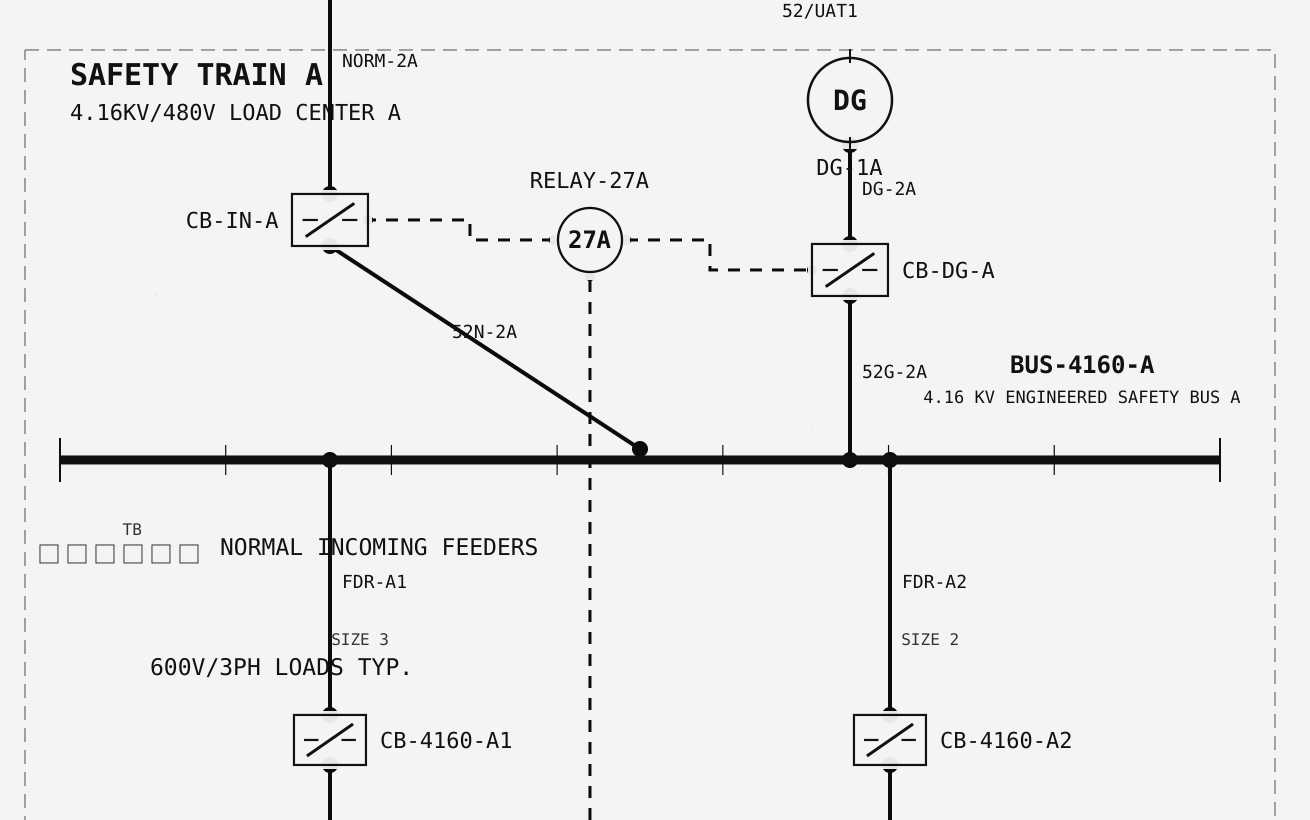 52/UAT1
NORM-2A
SAFETY TRAIN A
4.16KV/480V LOAD CENTER A
DG
DG-1A
DG-2A
RELAY-27A
CB-IN-A
27A
CB-DG-A
52N-2A
52G-2A
BUS-4160-A
4.16 KV ENGINEERED SAFETY BUS A
TB
NORMAL INCOMING FEEDERS
FDR-A1
FDR-A2
SIZE 3
SIZE 2
600V/3PH LOADS TYP.
CB-4160-A1
CB-4160-A2